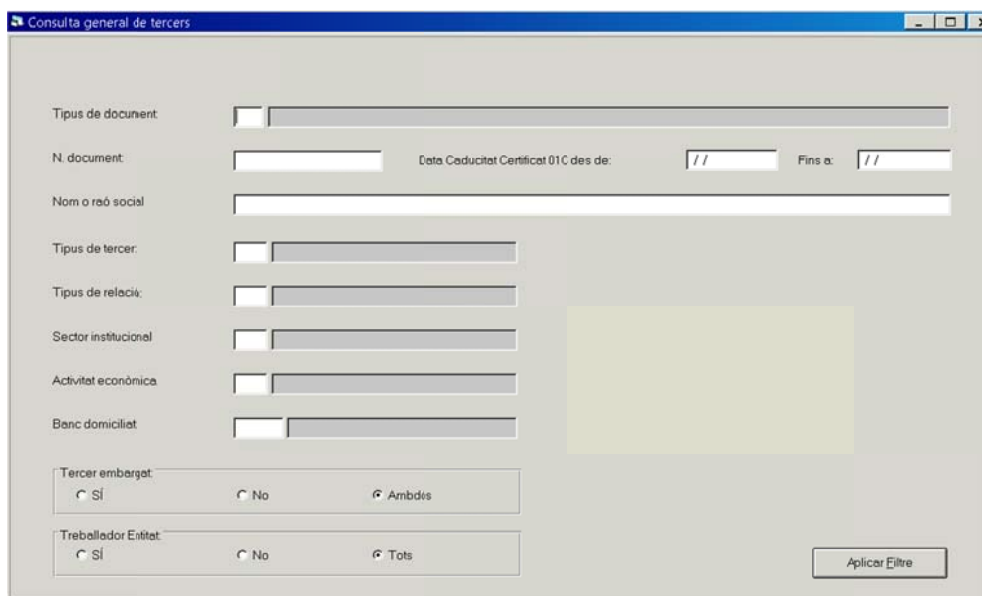 Consulta general de tercers
Tipus de document:
N. document: Data Caducitat Certificat 01C des de: / / Fins a: / /
Nom o raó social
Tipus de tercer:
Tipus de relació:
Sector institucional
Activitat econòmica
Banc domiciliat
Tercer embargat:
SÍ No Ambdós
Treballador Entitat:
SÍ No Tots
Aplicar Filtre